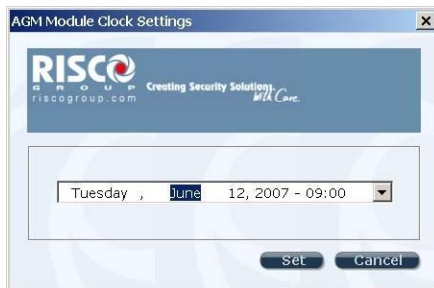 AGM Module Clock Settings
RISCO
GROUP
riscogroup.com
Creating Security Solutions.
With Care.
Tuesday , June 12, 2007 - 09:00
Set Cancel